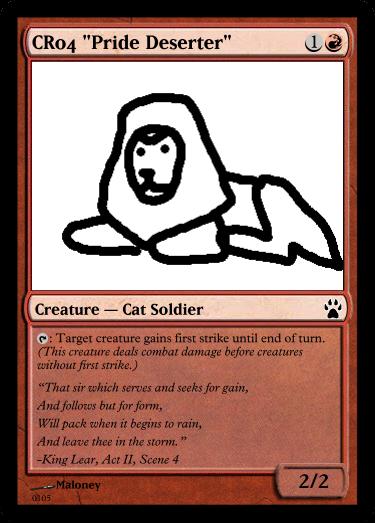 CR04 "Pride Deserter" 1
Creature — Cat Soldier
: Target creature gains first strike until end of turn.
(This creature deals combat damage before creatures
without first strike.)
"That sir which serves and seeks for gain,
And follows but for form,
Will pack when it begins to rain,
And leave thee in the storm."
-King Lear, Act II, Scene 4
2/2
Maloney
0105